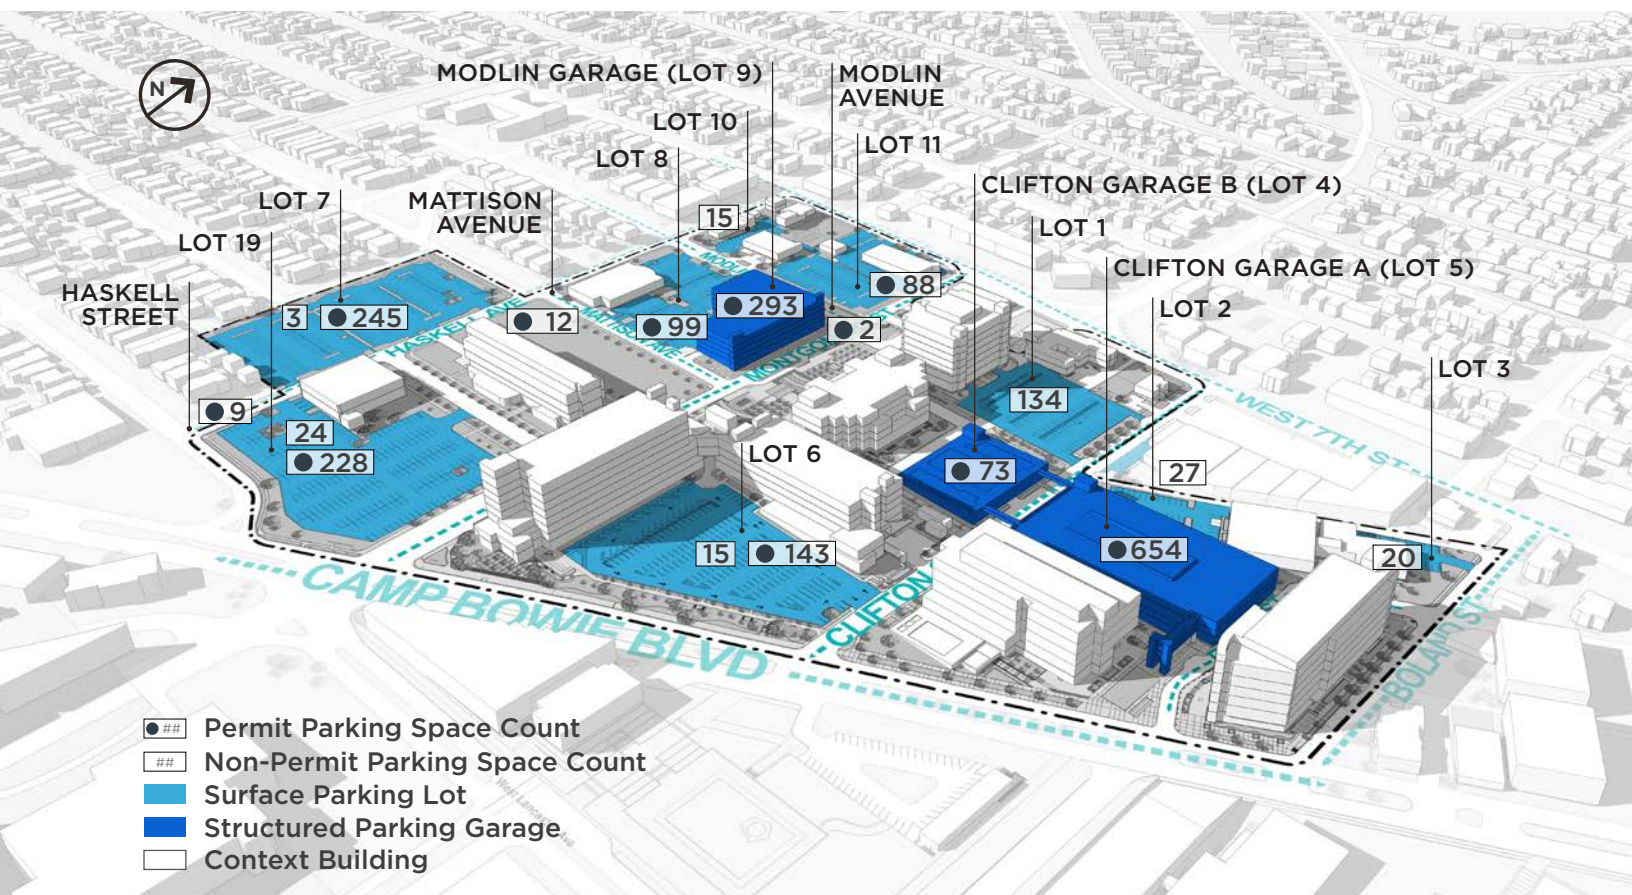 N
MODLIN GARAGE (LOT 9)
MODLIN
AVENUE
LOT 10
LOT 8
LOT 11
CLIFTON GARAGE B (LOT 4)
LOT 7
MATTISON
AVENUE
15
LOT 1
LOT 19
CLIFTON GARAGE A (LOT 5)
HASKELL
STREET
LOT 2
3
245
12
99
293
88
2
HASKELL AVE
MATTISON AVE
LOT 3
9
24
228
134
WEST 7TH ST
LOT 6
73
27
15
143
654
20
CAMP BOWIE BLVD
CLIFTON
BOLAND ST
##
Permit Parking Space Count
##
Non-Permit Parking Space Count
Surface Parking Lot
Structured Parking Garage
Context Building